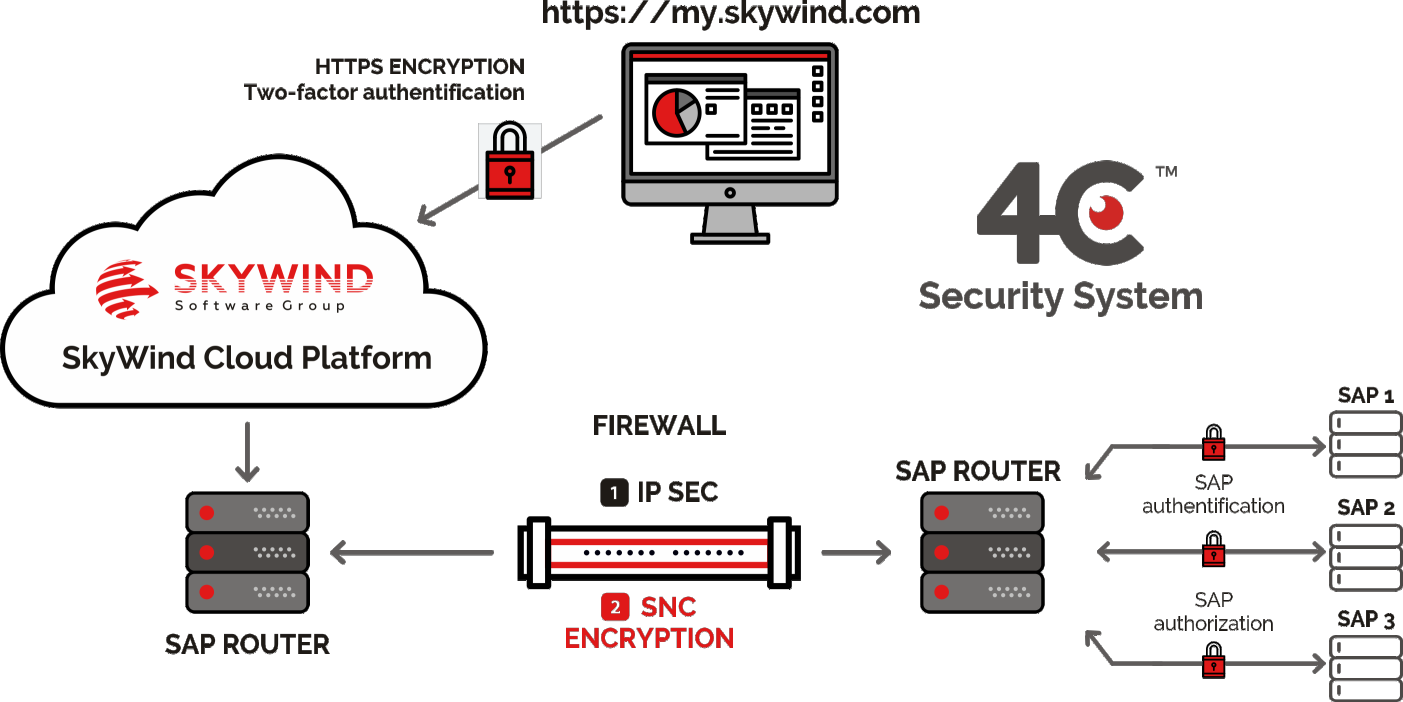 https://my.skywind.com
HTTPS ENCRYPTION
Two-factor authentification
4C™
Security System
SKYWIND
Software Group
SkyWind Cloud Platform
FIREWALL
1 IP SEC
2 SNC
ENCRYPTION
SAP ROUTER
SAP ROUTER
SAP 1
SAP
authentification
SAP 2
SAP
authorization
SAP 3